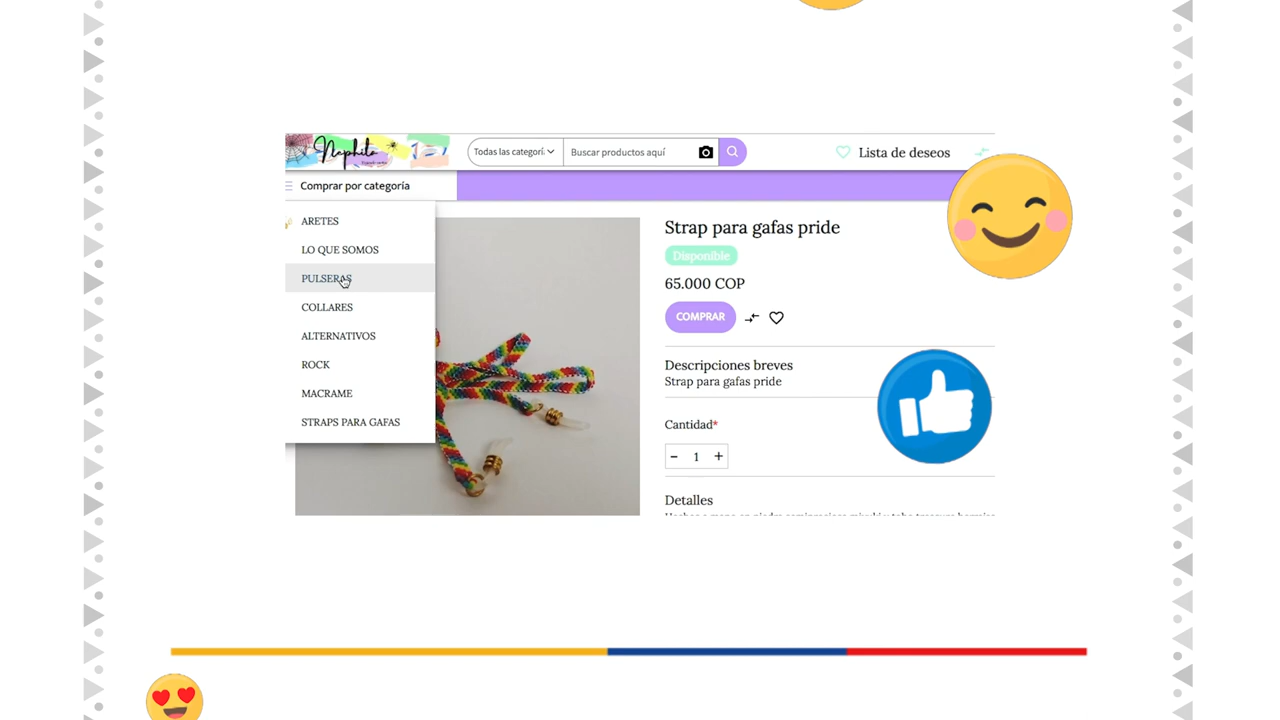 Nephila
Todas las categorí.
Buscar productos aquí
Lista de deseos
Comprar por categoría
ARETES
LO QUE SOMOS
PULSERAS
COLLARES
ALTERNATIVOS
ROCK
MACRAME
STRAPS PARA GAFAS
Strap para gafas pride
Disponible
65.000 COP
COMPRAR
Descripciones breves
Strap para gafas pride
Cantidad*
- 1 +
Detalles